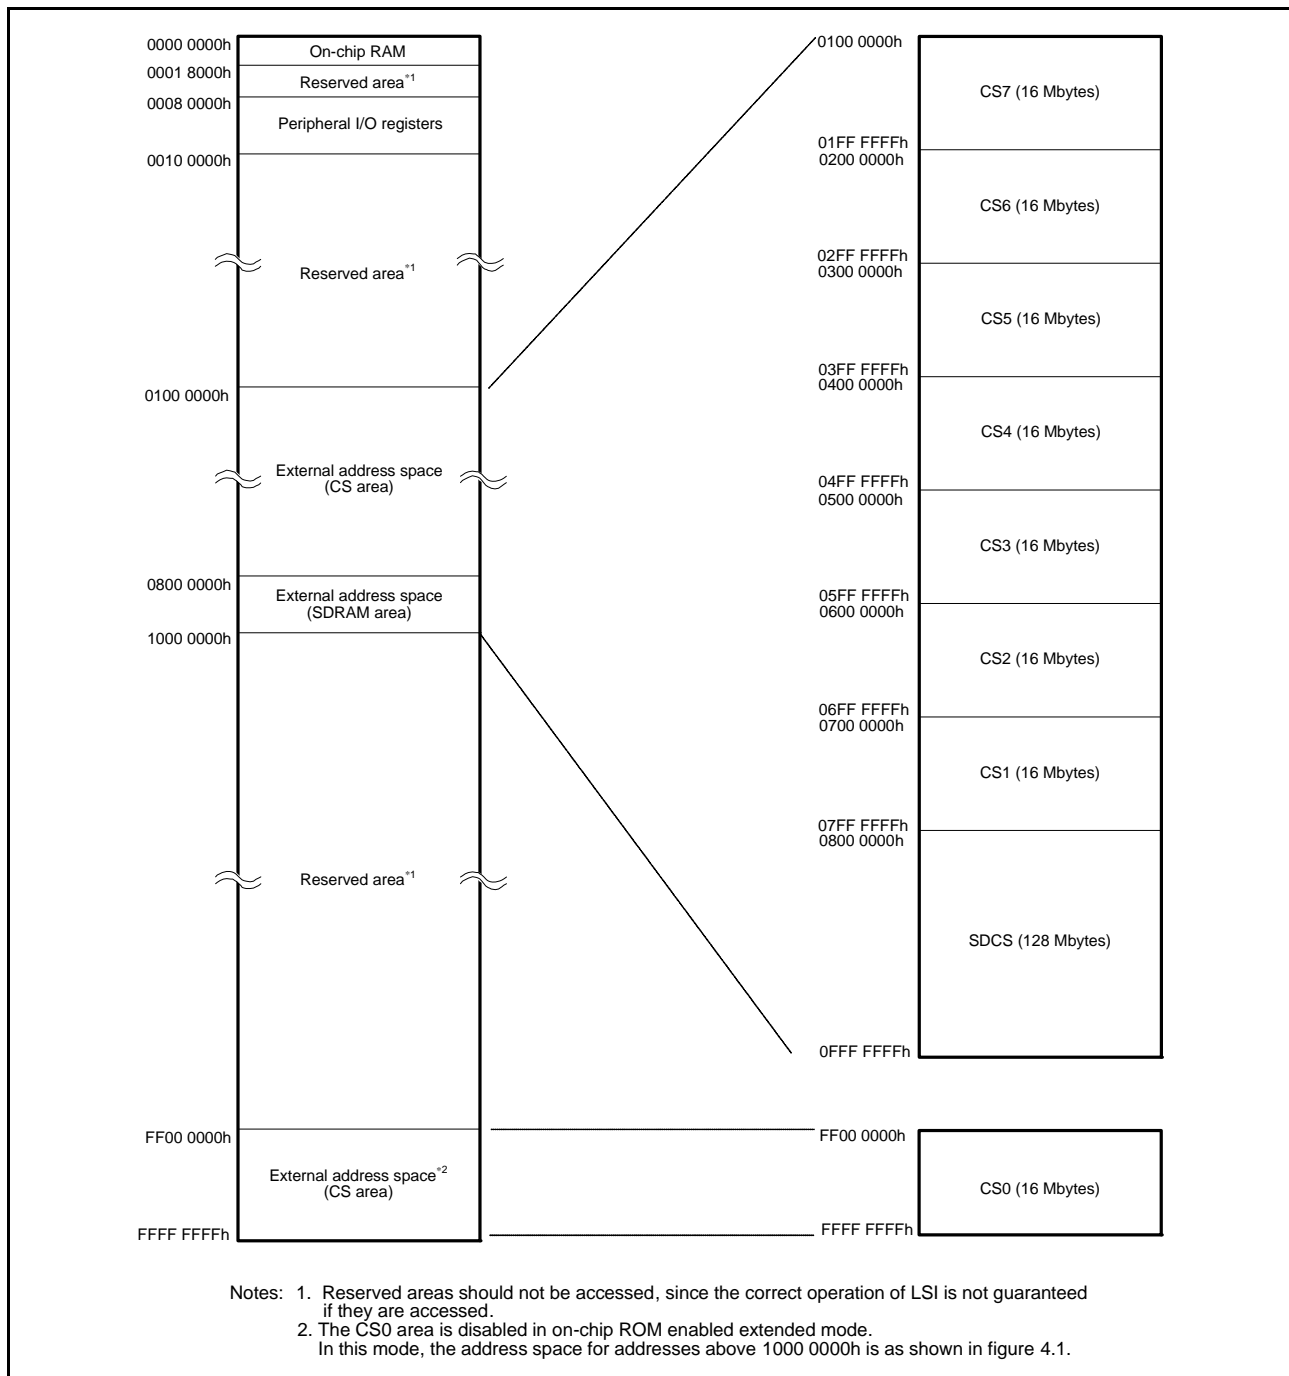 0000 0000h
On-chip RAM
0001 8000h
Reserved area*1
0008 0000h
Peripheral I/O registers
0010 0000h
Reserved area*1
0100 0000h
External address space
(CS area)
0800 0000h
External address space
(SDRAM area)
1000 0000h
Reserved area*1
FF00 0000h
External address space*2
(CS area)
FFFF FFFFh
0100 0000h
CS7 (16 Mbytes)
01FF FFFFh
0200 0000h
CS6 (16 Mbytes)
02FF FFFFh
0300 0000h
CS5 (16 Mbytes)
03FF FFFFh
0400 0000h
CS4 (16 Mbytes)
04FF FFFFh
0500 0000h
CS3 (16 Mbytes)
05FF FFFFh
0600 0000h
CS2 (16 Mbytes)
06FF FFFFh
0700 0000h
CS1 (16 Mbytes)
07FF FFFFh
0800 0000h
SDCS (128 Mbytes)
0FFF FFFFh
FF00 0000h
CS0 (16 Mbytes)
FFFF FFFFh
Notes: 1. Reserved areas should not be accessed, since the correct operation of LSI is not guaranteed
if they are accessed.
2. The CS0 area is disabled in on-chip ROM enabled extended mode.
In this mode, the address space for addresses above 1000 0000h is as shown in figure 4.1.